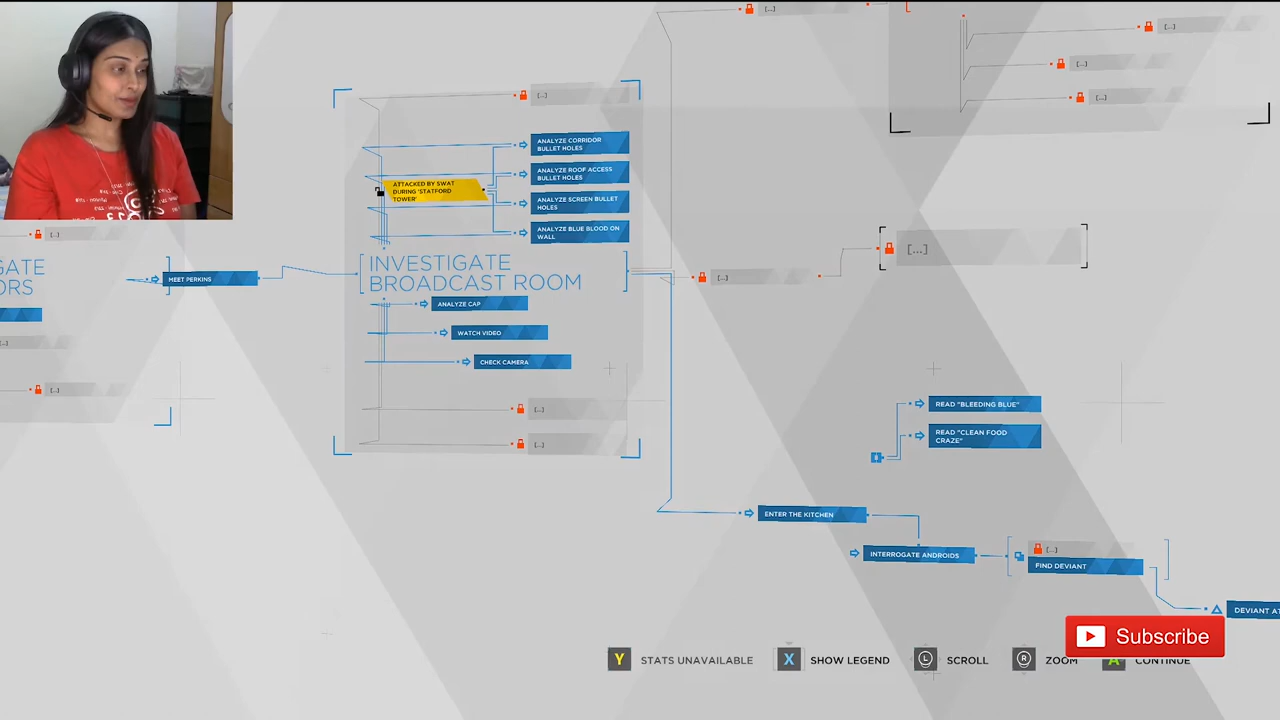 [...]
[...]
[...]
[...]
[...]
ANALYZE CORRIDOR
BULLET HOLES
ATTACKED BY SWAT
DURING 'STATFORD
TOWER'
ANALYZE ROOF ACCESS
BULLET HOLES
ANALYZE SCREEN BULLET
HOLES
ANALYZE BLUE BLOOD ON
WALL
[...]
GATE
ORS
MEET PERKINS
INVESTIGATE
BROADCAST ROOM
[...]
[...]
ANALYZE CAP
WATCH VIDEO
CHECK CAMERA
[...]
[...]
[...]
[...]
READ "BLEEDING BLUE"
READ "CLEAN FOOD
CRAZE"
ENTER THE KITCHEN
INTERROGATE ANDROIDS
[...]
FIND DEVIANT
DEVIANT AT
Subscribe
Y STATS UNAVAILABLE
X SHOW LEGEND
L SCROLL
R ZOOM
A CONTINUE